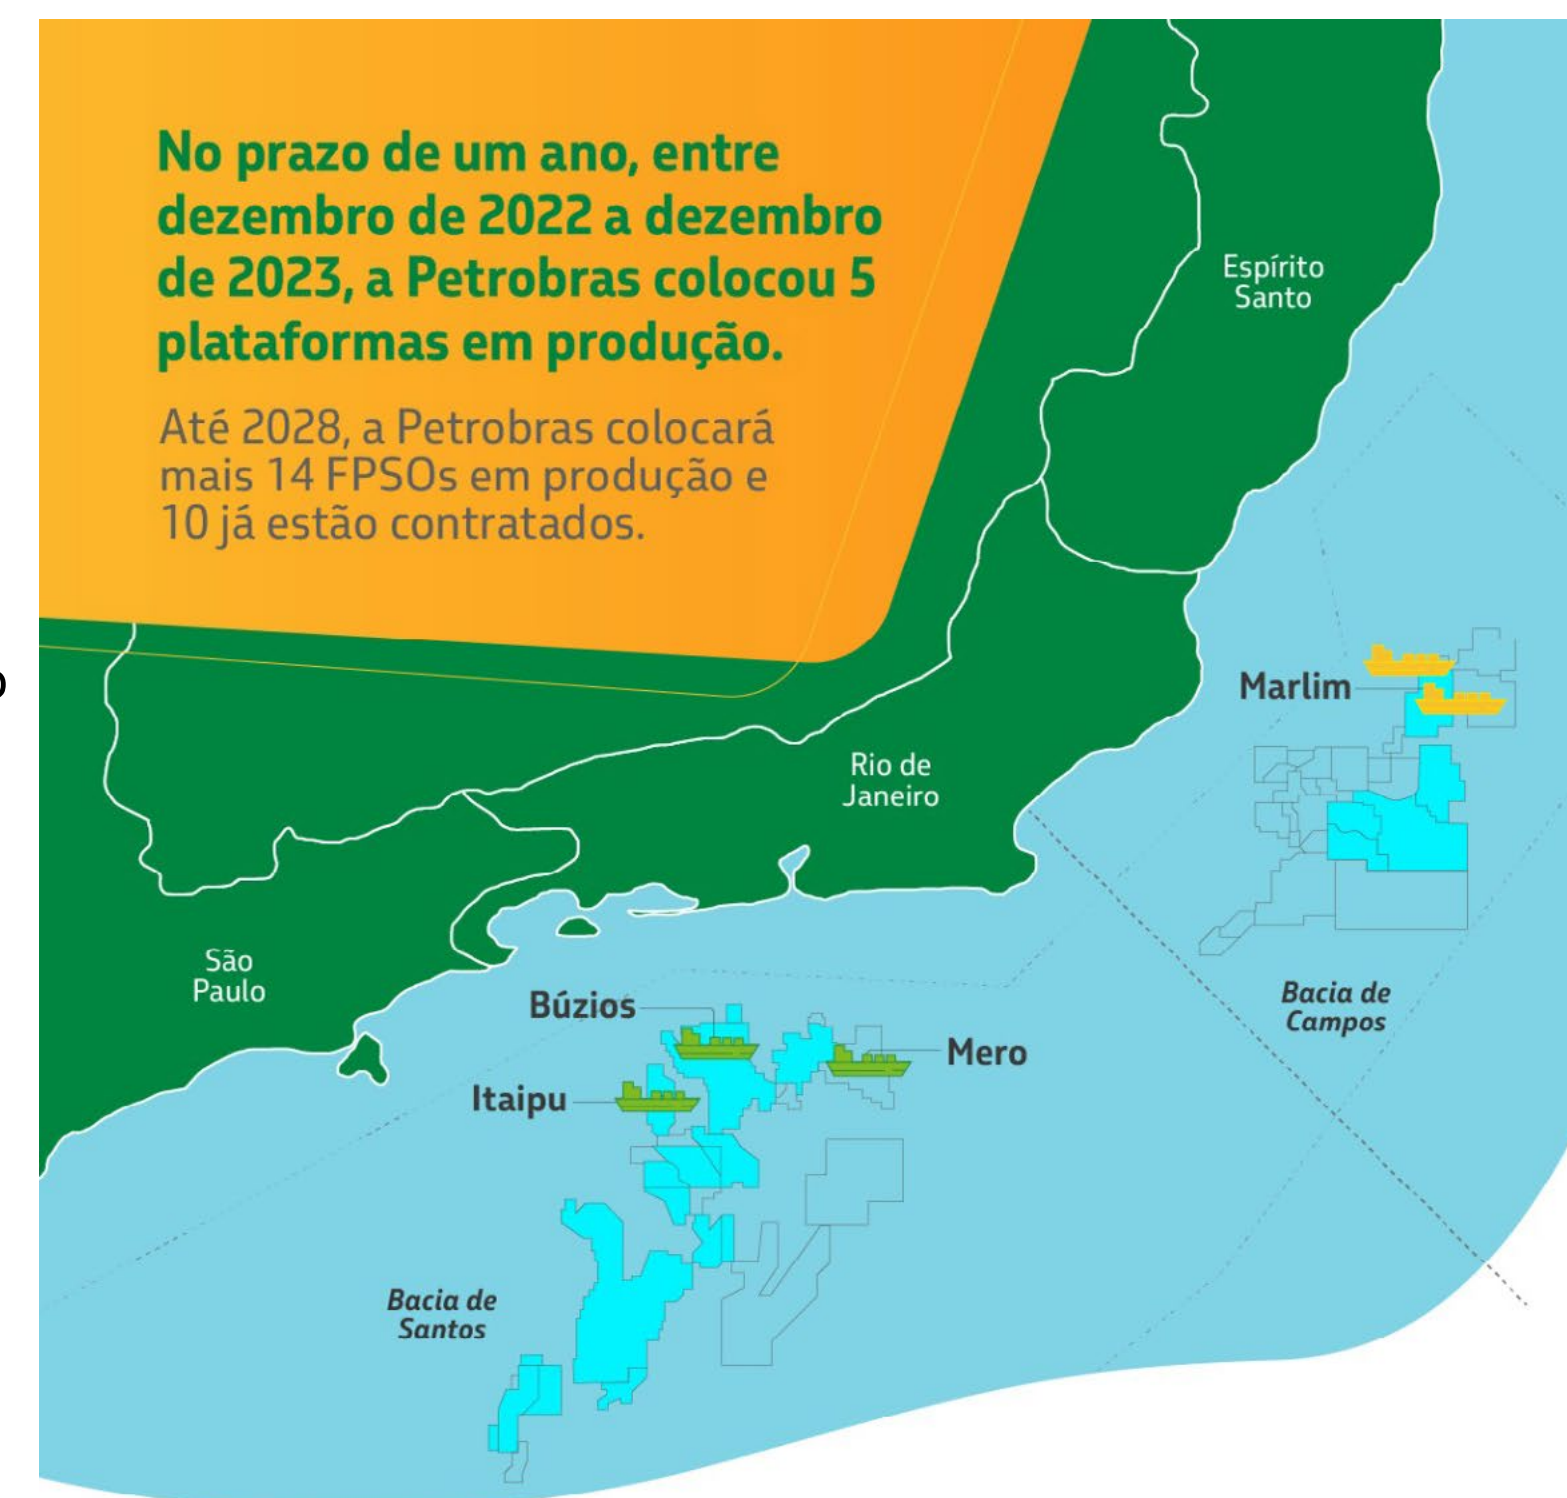 No prazo de um ano, entre
dezembro de 2022 a dezembro
de 2023, a Petrobras colocou 5
plataformas em produção.
Até 2028, a Petrobras colocará
mais 14 FPSOs em produção e
10 já estão contratados.
Espírito
Santo
Marlim
Rio de
Janeiro
São
Paulo
Búzios
Bacia de
Campos
Mero
Itaipu
Bacia de
Santos